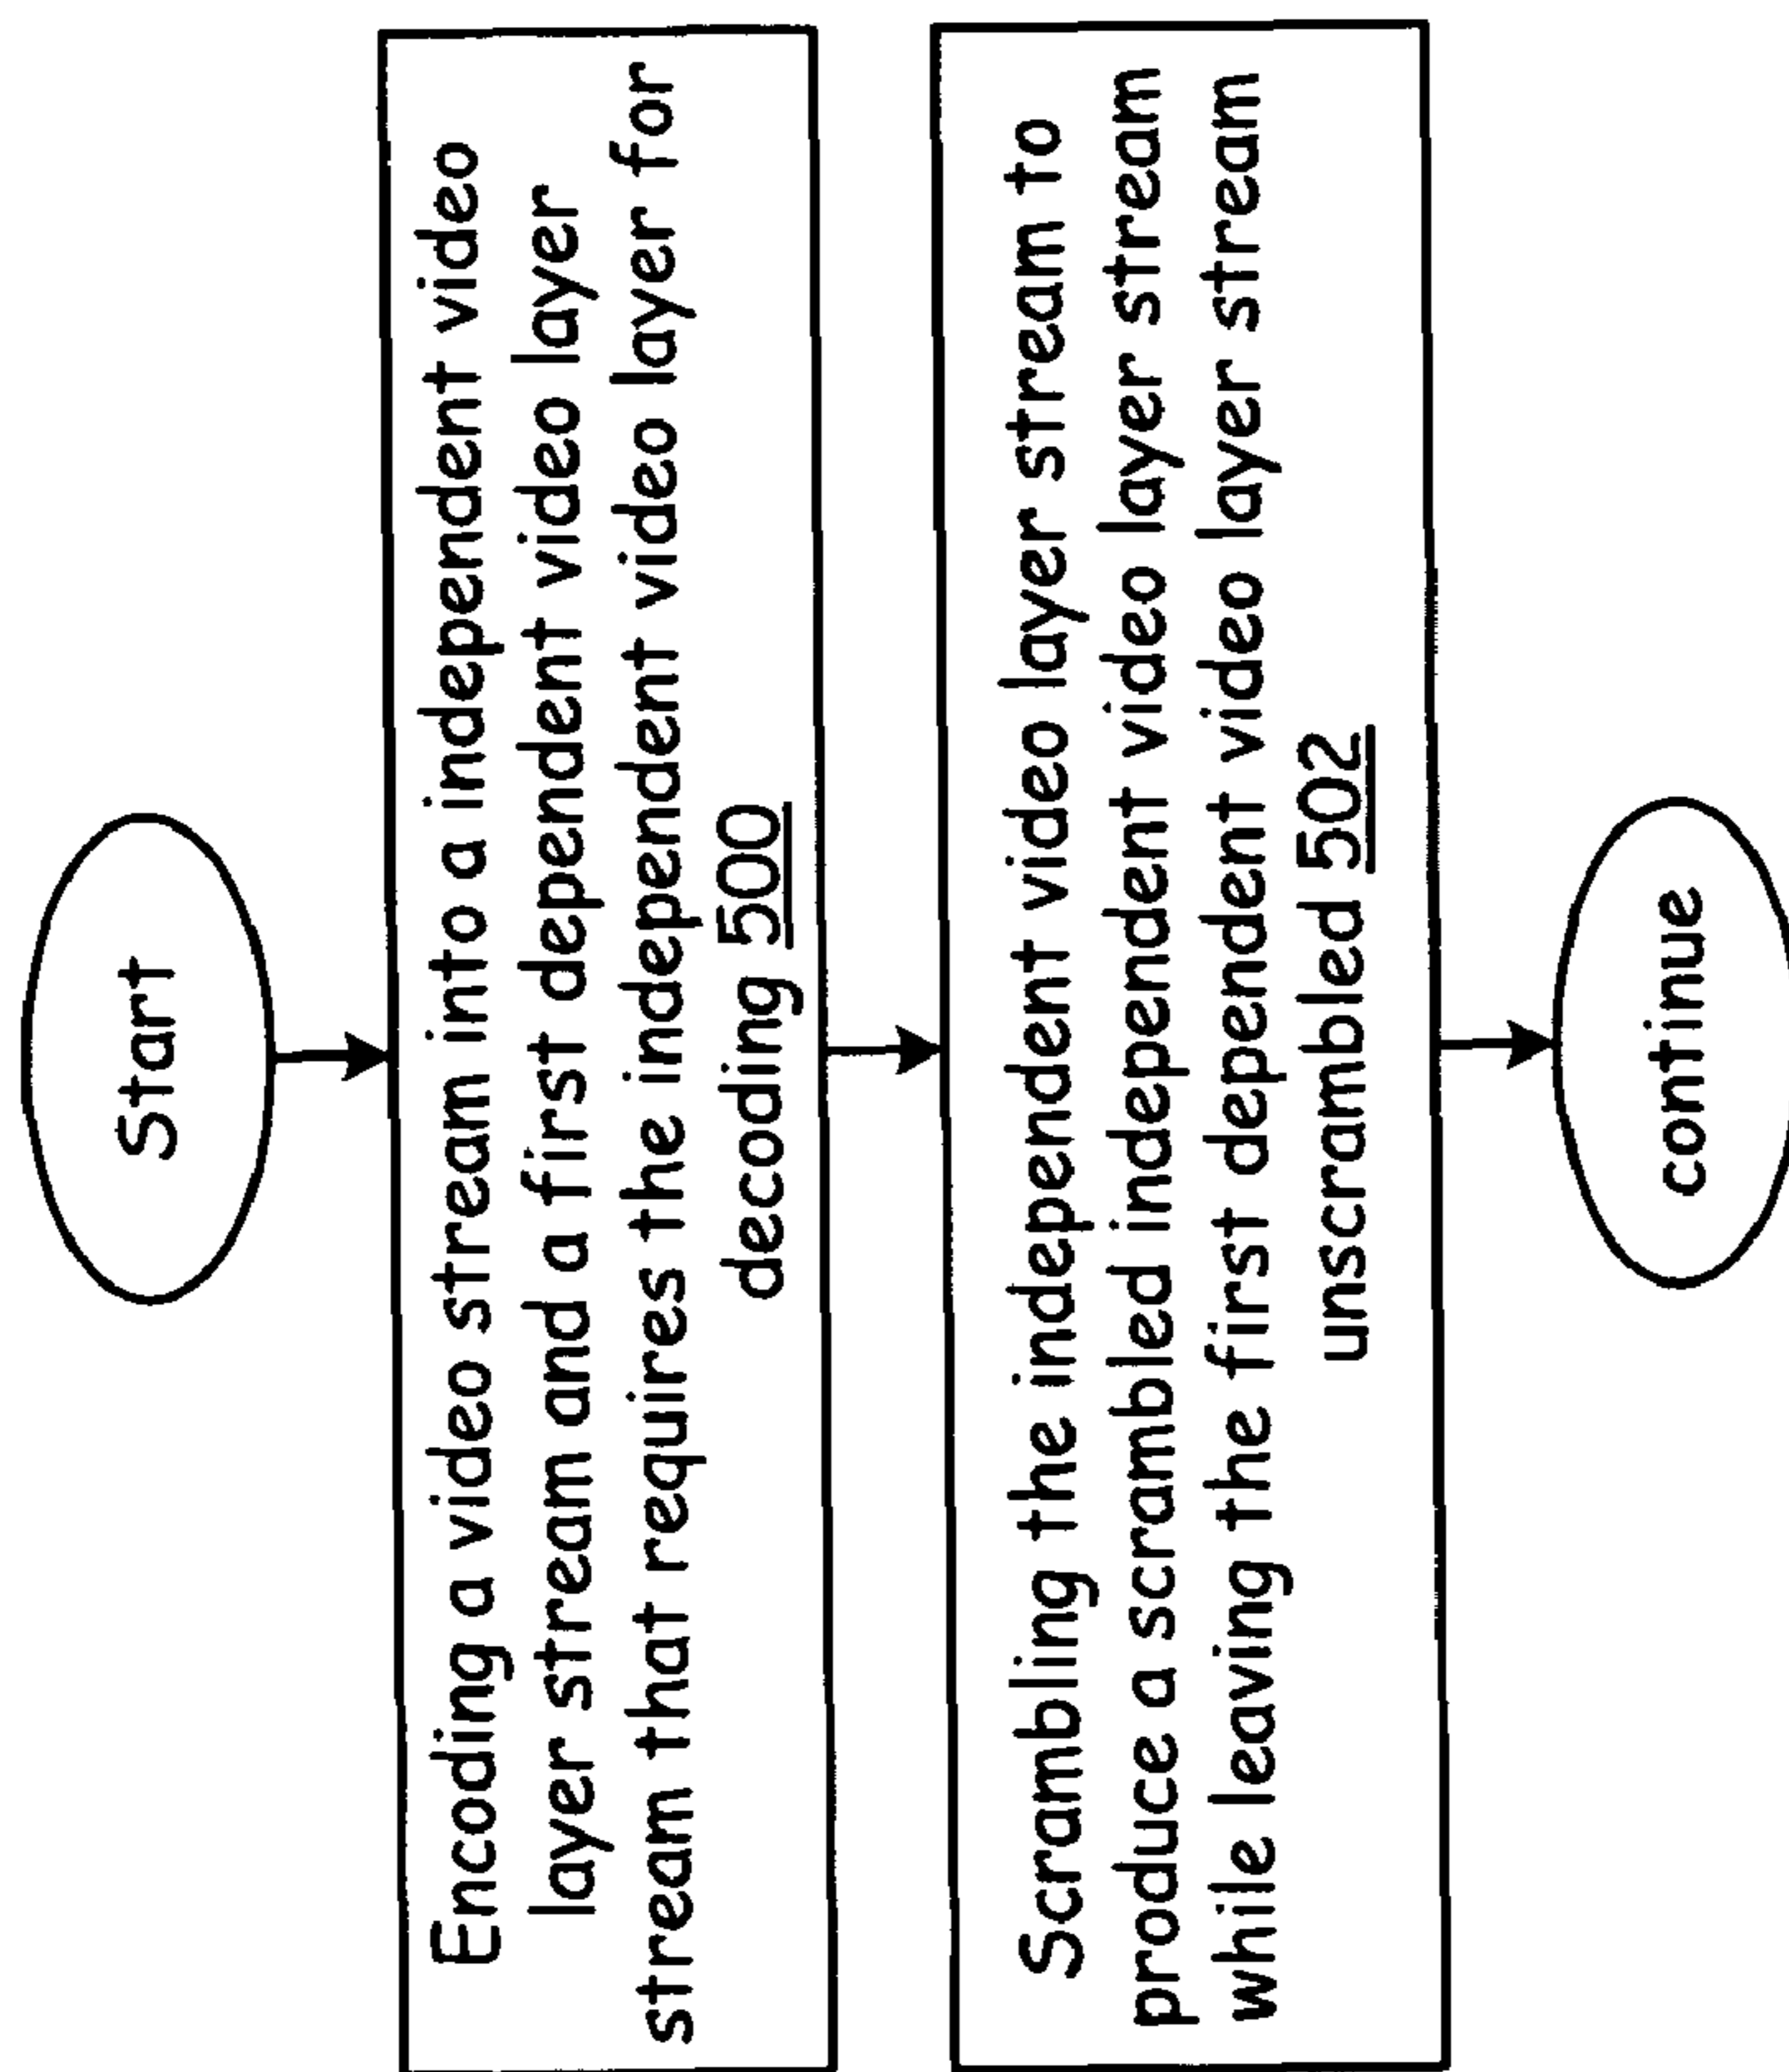 Start
Encoding a video stream into a independent video
layer stream and a first dependent video layer
stream that requires the independent video layer for
decoding 500
Scrambling the independent video layer stream to
produce a scrambled independent video layer stream
while leaving the first dependent video layer stream
unscrambled 502
continue